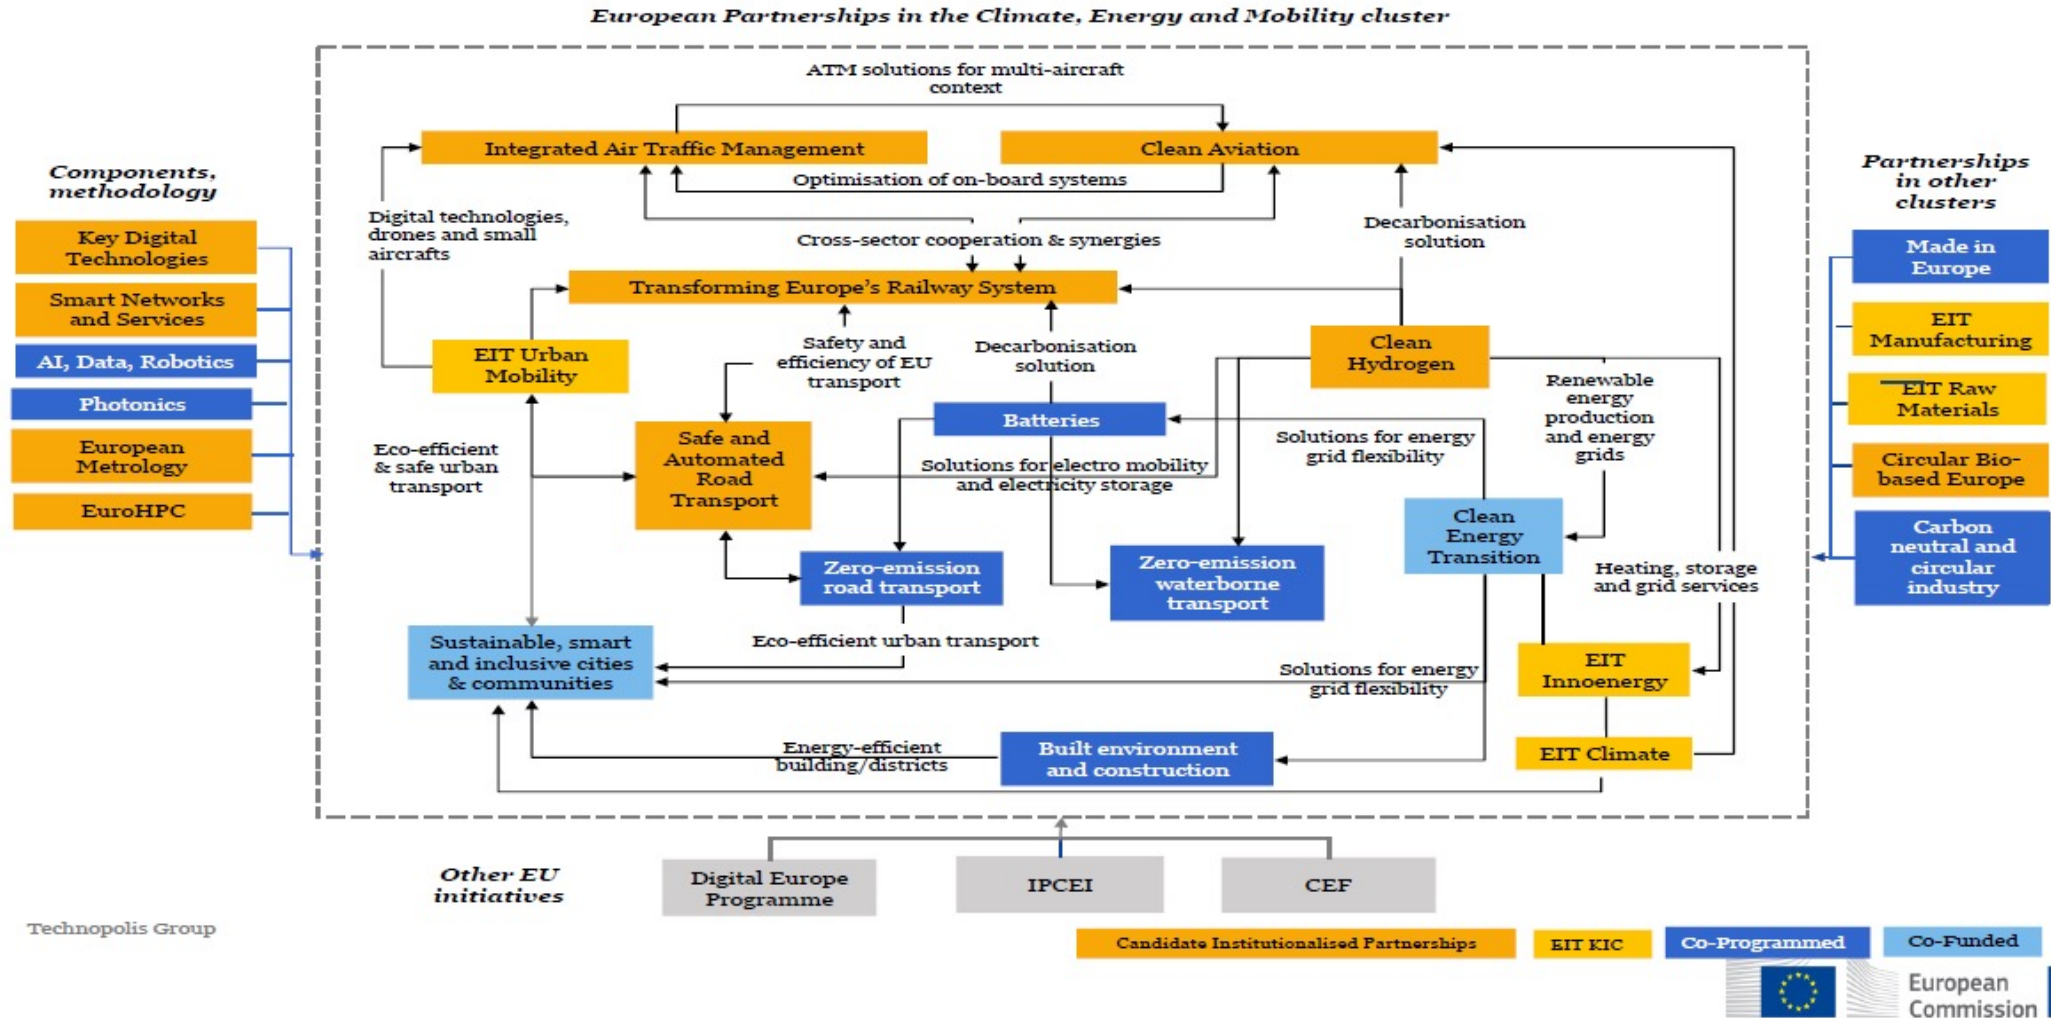 European Partnerships in the Climate, Energy and Mobility cluster
ATM solutions for multi-aircraft
context
Integrated Air Traffic Management
Clean Aviation
Optimisation of on-board systems
Components,
methodology
Key Digital
Technologies
Smart Networks
and Services
AI, Data, Robotics
Photonics
European
Metrology
EuroHPC
Digital technologies,
drones and small
aircrafts
Cross-sector cooperation & synergies
Decarbonisation
solution
Transforming Europe's Railway System
EIT Urban
Mobility
Safety and
efficiency of EU
transport
Decarbonisation
solution
Clean
Hydrogen
Renewable
energy
production
and energy
grids
Batteries
Eco-efficient
& safe urban
transport
Safe and
Automated
Road
Transport
Solutions for electro mobility
and electricity storage
Solutions for energy
grid flexibility
Clean
Energy
Transition
Zero-emission
road transport
Zero-emission
waterborne
transport
Heating, storage
and grid services
Sustainable, smart
and inclusive cities
& communities
Eco-efficient urban transport
Solutions for energy
grid flexibility
EIT
Innoenergy
Energy-efficient
building/districts
Built environment
and construction
EIT Climate
Partnerships
in other
clusters
Made in
Europe
EIT
Manufacturing
EIT Raw
Materials
Circular Bio-
based Europe
Carbon
neutral and
circular
industry
Other EU
initiatives
Digital Europe
Programme
IPCEI
CEF
Technopolis Group
Candidate Institutionalised Partnerships
EIT KIC
Co-Programmed
Co-Funded
European
Commission